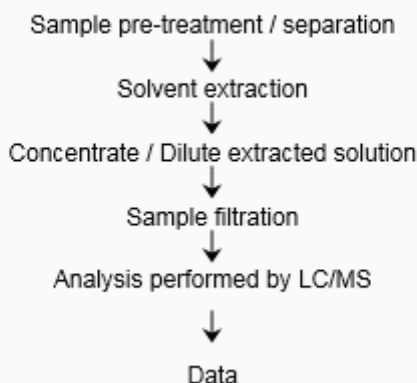 Sample pre-treatment / separation
Solvent extraction
Concentrate / Dilute extracted solution
Sample filtration
Analysis performed by LC/MS
Data